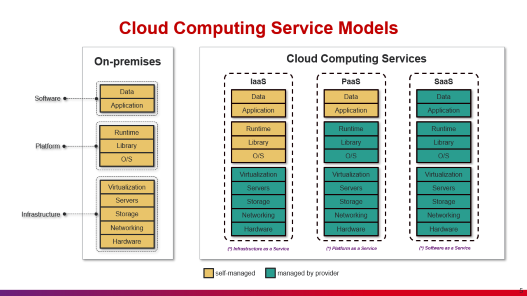 Cloud Computing Service Models
On-premises
Software
Data
Application
Platform
Runtime
Library
O/S
Infrastructure
Virtualization
Servers
Storage
Networking
Hardware
Cloud Computing Services
IaaS
Data
Application
Runtime
Library
O/S
Virtualization
Servers
Storage
Networking
Hardware
(*) Infrastructure as a Service
PaaS
Data
Application
Runtime
Library
O/S
Virtualization
Servers
Storage
Networking
Hardware
(*) Platform as a Service
SaaS
Data
Application
Runtime
Library
O/S
Virtualization
Servers
Storage
Networking
Hardware
(*) Software as a Service
self-managed
managed by provider